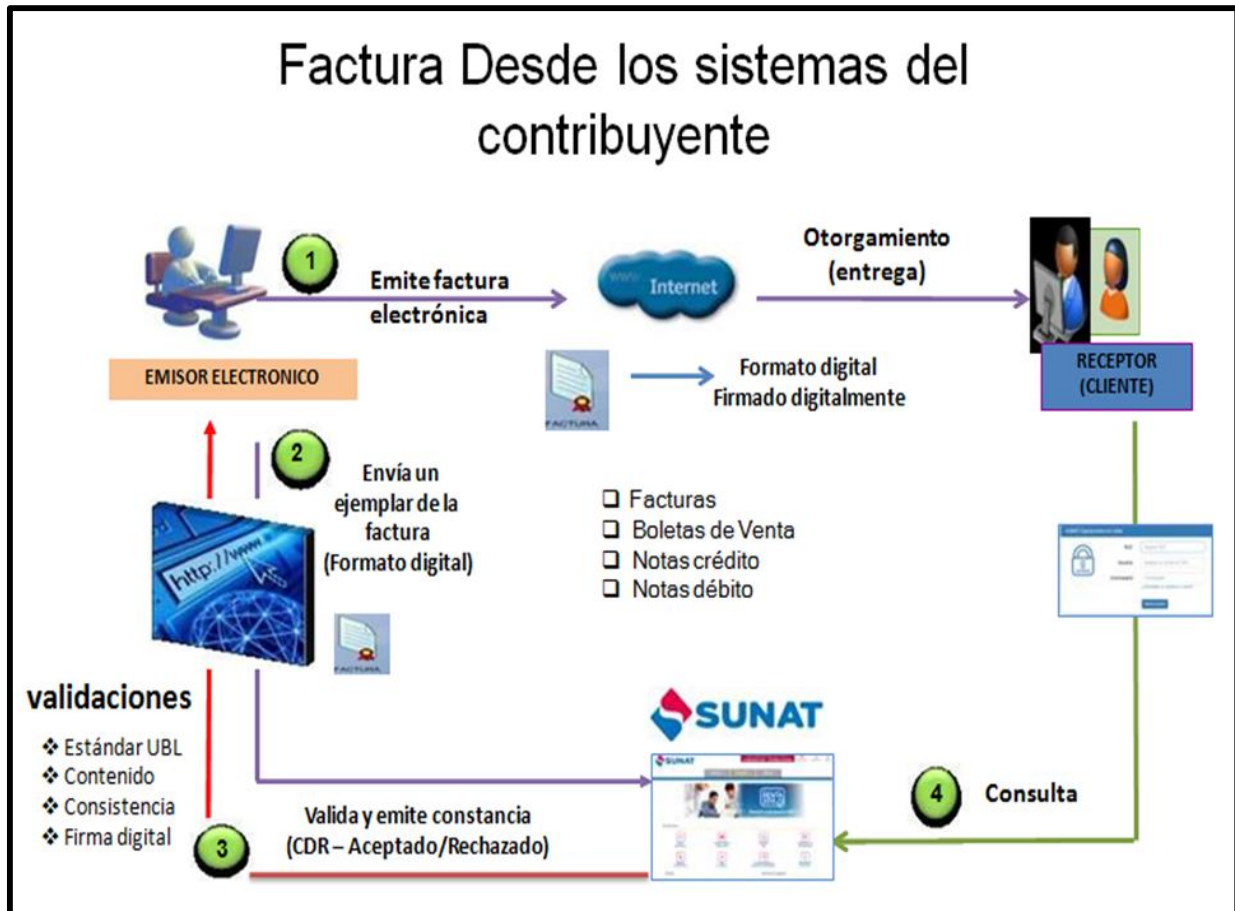 Factura Desde los sistemas del
contribuyente
1
Emite factura
electrónica
www
Internet
Otorgamiento
(entrega)
EMISOR ELECTRONICO
FACTURA
Formato digital
Firmado digitalmente
RECEPTOR
(CLIENTE)
2
Envía un
ejemplar de la
factura
(Formato digital)
http://www
FACTURA
❑ Facturas
❑ Boletas de Venta
❑ Notas crédito
❑ Notas débito
validaciones
❖ Estándar UBL
❖ Contenido
❖ Consistencia
❖ Firma digital
SUNAT
SUNAT
3
Valida y emite constancia
(CDR – Aceptado/Rechazado)
4
Consulta